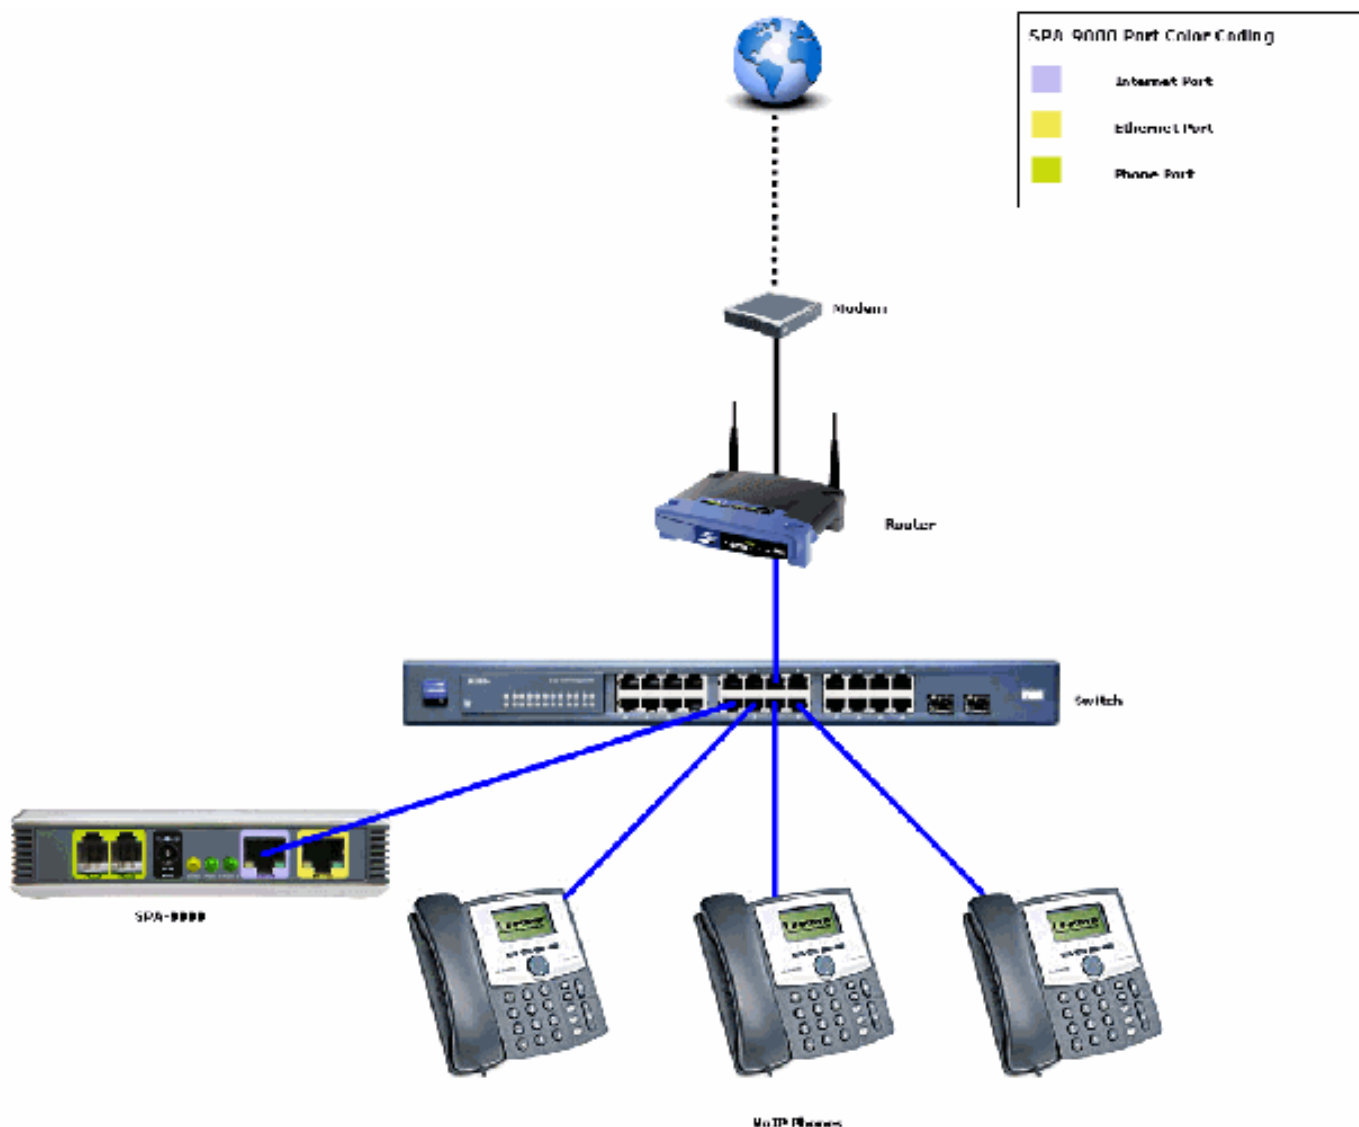 SPA 9000 Port Color Coding
Internet Port
Ethernet Port
Phone Port
Modem
Router
Switch
SPA-9000
VoIP Phones